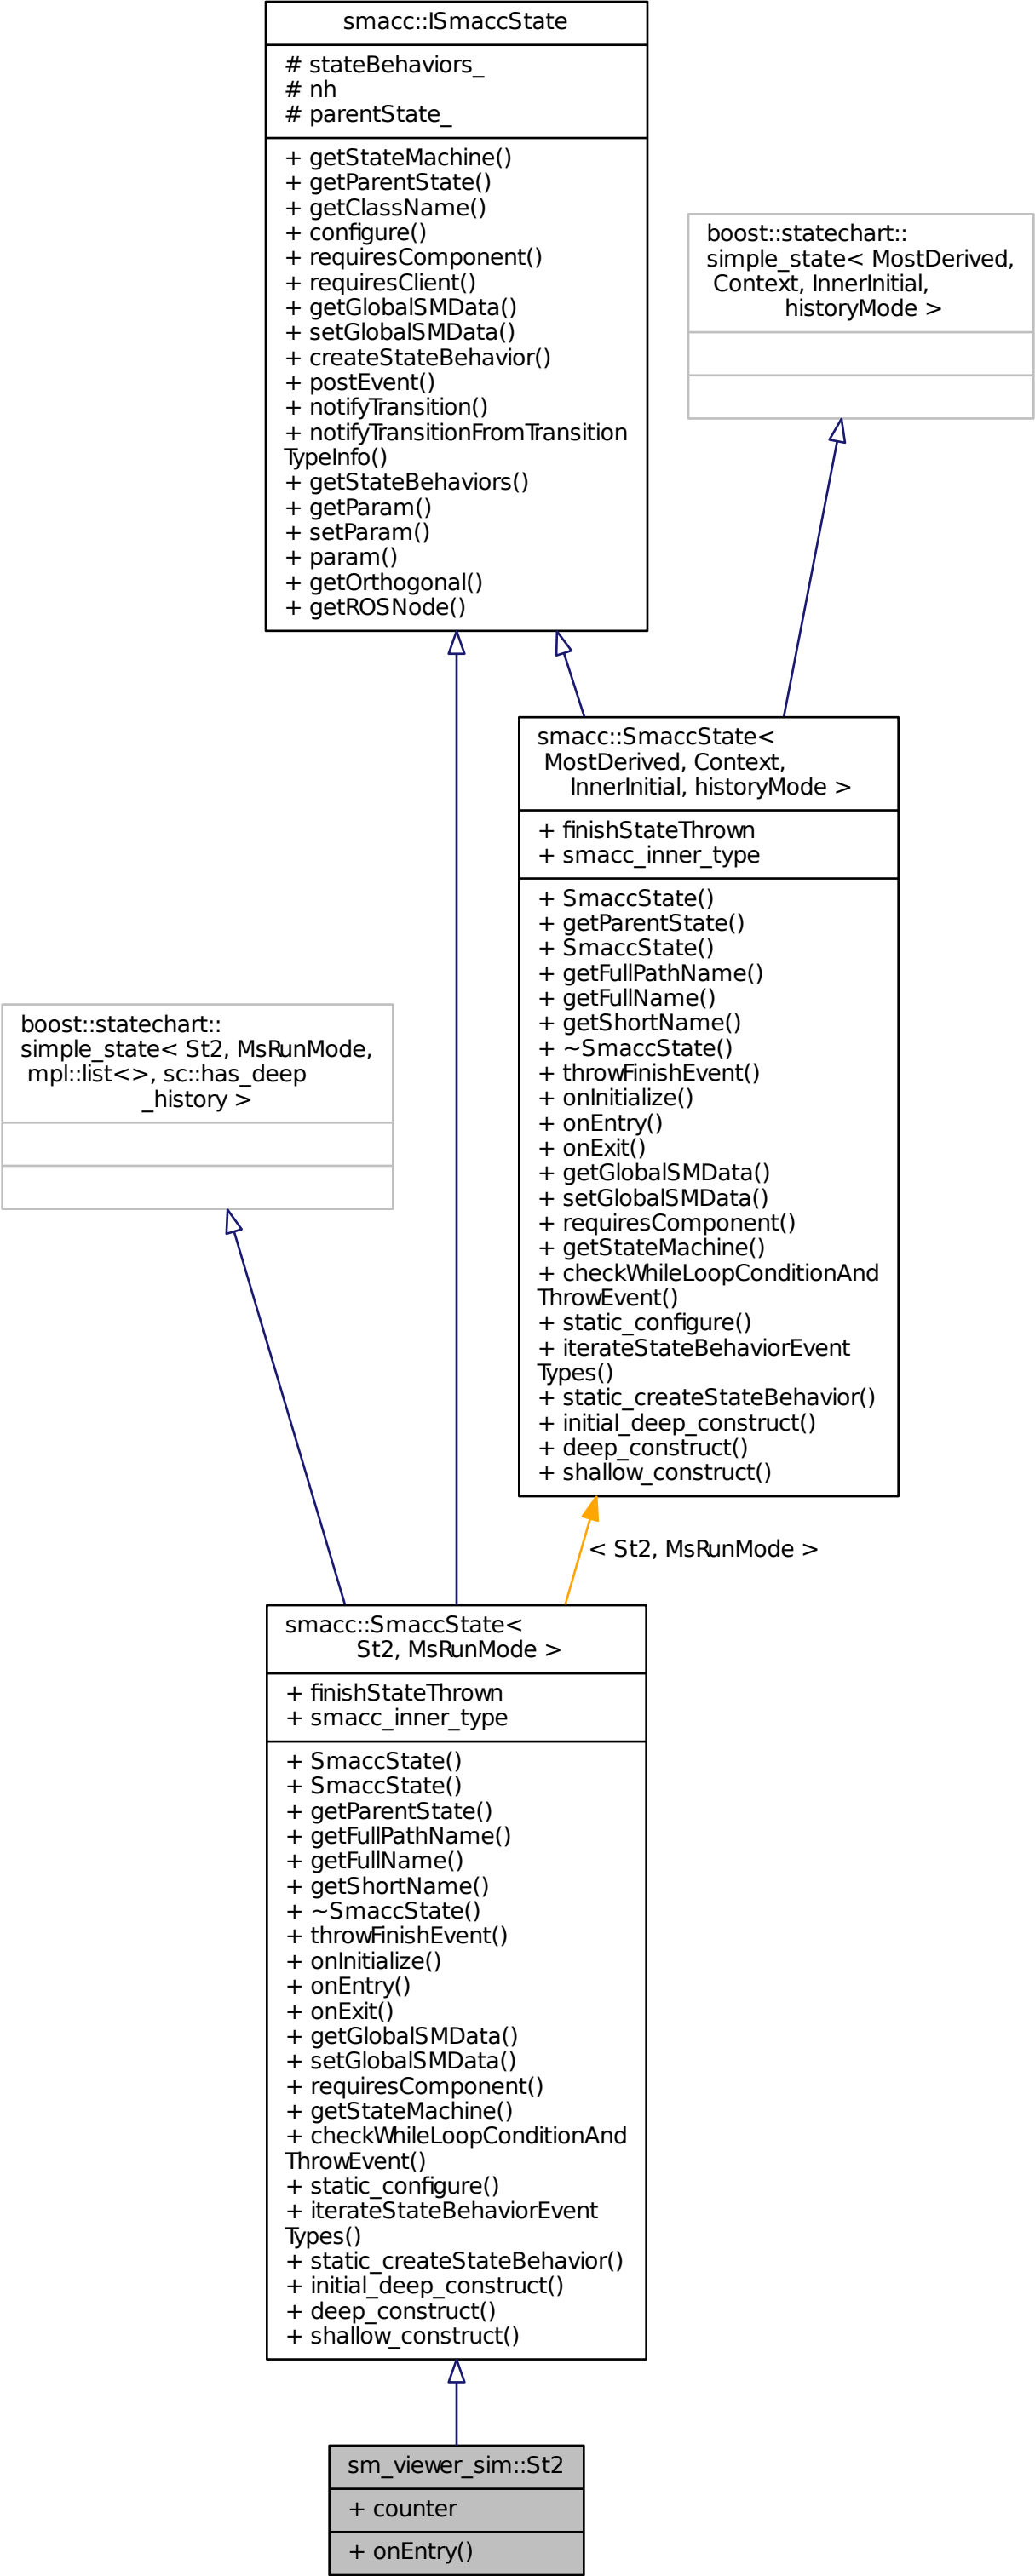 smacc::ISmaccState
# stateBehaviors_
# nh
# parentState_
+ getStateMachine()
+ getParentState()
+ getClassName()
+ configure()
+ requiresComponent()
+ requiresClient()
+ getGlobalSMData()
+ setGlobalSMData()
+ createStateBehavior()
+ postEvent()
+ notifyTransition()
+ notifyTransitionFromTransition
TypeInfo()
+ getStateBehaviors()
+ getParam()
+ setParam()
+ param()
+ getOrthogonal()
+ getROSNode()
boost::statechart::
simple_state< MostDerived,
Context, InnerInitial,
historyMode >
smacc::SmaccState<
MostDerived, Context,
InnerInitial, historyMode >
+ finishStateThrown
+ smacc_inner_type
+ SmaccState()
+ getParentState()
+ SmaccState()
+ getFullPathName()
+ getFullName()
+ getShortName()
+ ~SmaccState()
+ throwFinishEvent()
+ onInitialize()
+ onEntry()
+ onExit()
+ getGlobalSMData()
+ setGlobalSMData()
+ requiresComponent()
+ getStateMachine()
+ checkWhileLoopConditionAnd
ThrowEvent()
+ static_configure()
+ iterateStateBehaviorEvent
Types()
+ static_createStateBehavior()
+ initial_deep_construct()
+ deep_construct()
+ shallow_construct()
boost::statechart::
simple_state< St2, MsRunMode,
mpl::list<>, sc::has_deep
_history >
< St2, MsRunMode >
smacc::SmaccState<
St2, MsRunMode >
+ finishStateThrown
+ smacc_inner_type
+ SmaccState()
+ SmaccState()
+ getParentState()
+ getFullPathName()
+ getFullName()
+ getShortName()
+ ~SmaccState()
+ throwFinishEvent()
+ onInitialize()
+ onEntry()
+ onExit()
+ getGlobalSMData()
+ setGlobalSMData()
+ requiresComponent()
+ getStateMachine()
+ checkWhileLoopConditionAnd
ThrowEvent()
+ static_configure()
+ iterateStateBehaviorEvent
Types()
+ static_createStateBehavior()
+ initial_deep_construct()
+ deep_construct()
+ shallow_construct()
sm_viewer_sim::St2
+ counter
+ onEntry()